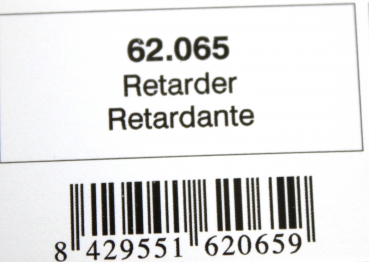 62.065
Retarder
Retardante
8 429551 620659